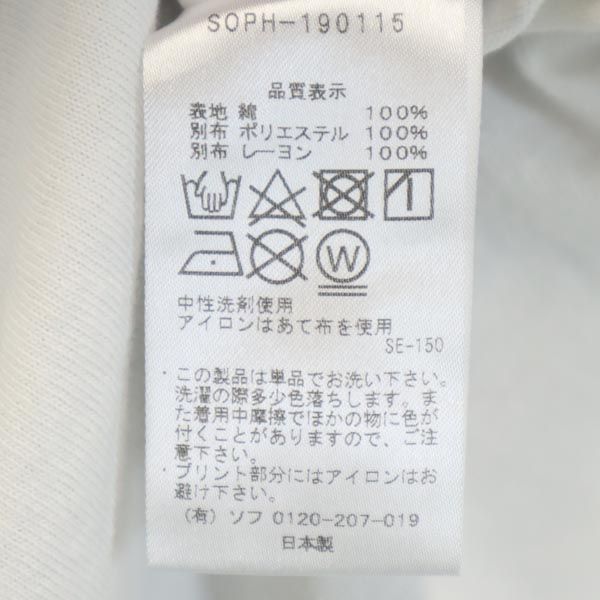 SOPH-190115
品質表示
表地 綿 100%
別布 ポリエステル 100%
別布 レーヨン 100%
W
中性洗剤使用
アイロンはあて布を使用
SE-150
・この製品は単品でお洗い下さい。
洗濯の際多少色落ちします。ま
た着用中摩擦でほかの物に色が
付くことがありますので、ご注
意下さい。
・プリント部分にはアイロンはお
避け下さい。
(有) ソフ 0120-207-019
日本製